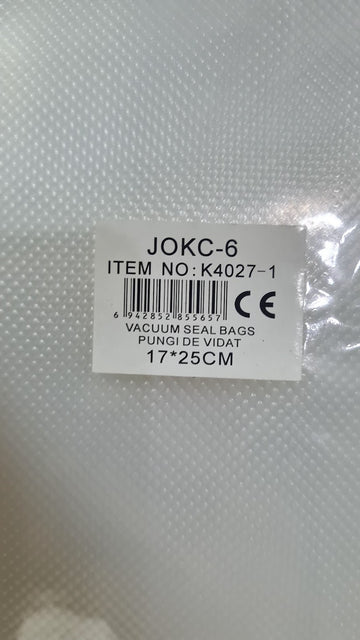 JOKC-6
ITEM NO:K4027-1
CE
6 942852 855657
VACUUM SEAL BAGS
PUNGI DE VIDAT
17*25CM